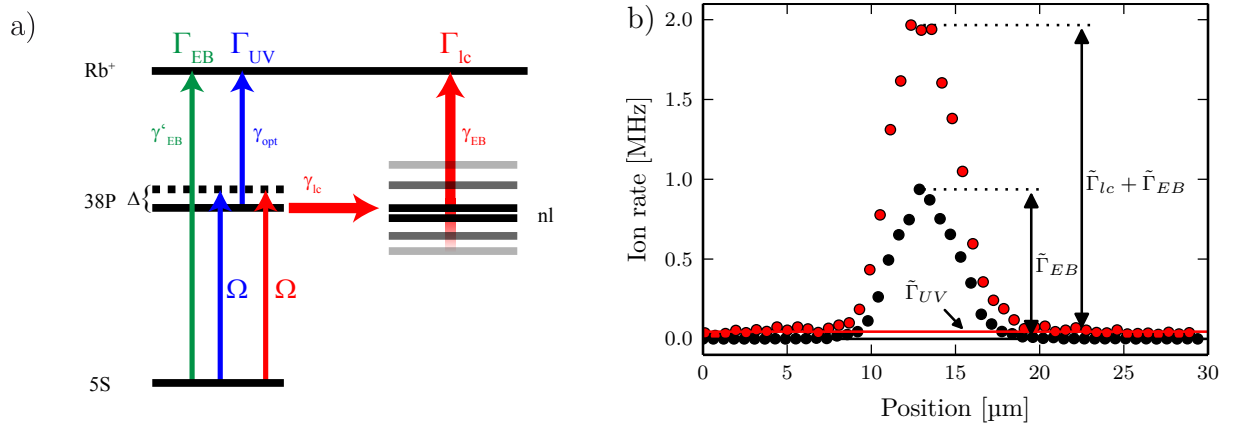 a)
Γ_EB Γ_UV Γ_lc
Rb⁺
γ‘_EB γ_opt γ_EB
γ_lc
Δ{
38P
nl
Ω Ω
5S
b)
2.0
1.5
1.0
0.5
0.0
Ion rate [MHz]
Γ̃_lc + Γ̃_EB
Γ̃_EB
Γ̃_UV
0 5 10 15 20 25 30
Position [µm]